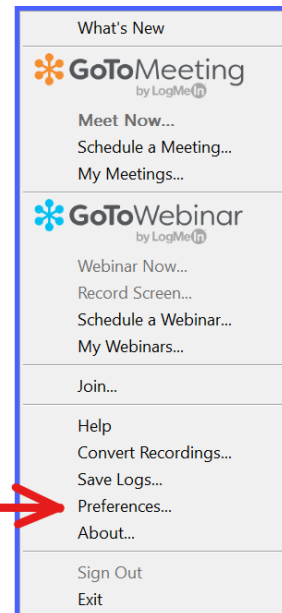 What's New
GoToMeeting
by LogMeIn
Meet Now...
Schedule a Meeting...
My Meetings...
GoToWebinar
by LogMeIn
Webinar Now...
Record Screen...
Schedule a Webinar...
My Webinars...
Join...
Help
Convert Recordings...
Save Logs...
Preferences...
About...
Sign Out
Exit